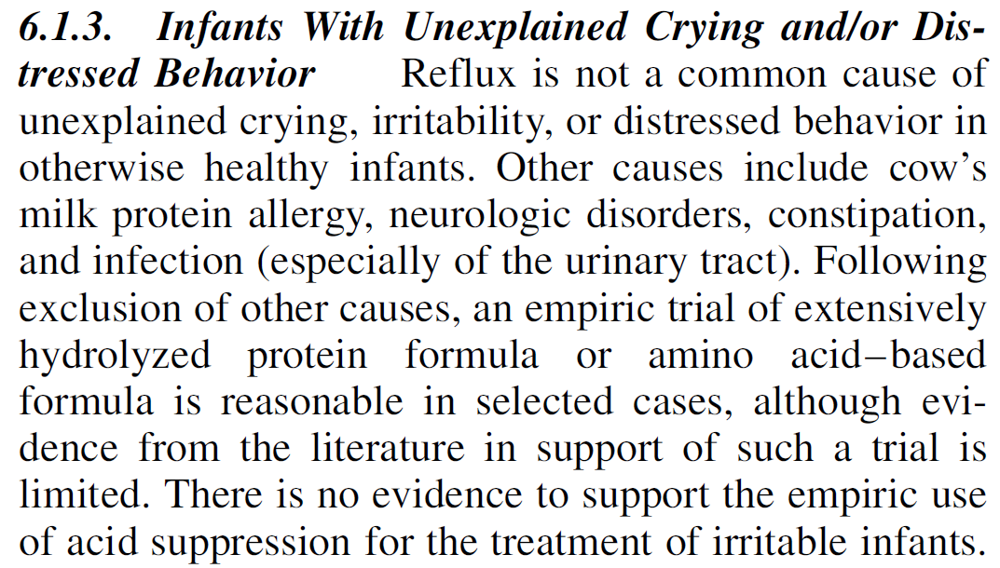 6.1.3. Infants With Unexplained Crying and/or Dis-
tressed Behavior Reflux is not a common cause of
unexplained crying, irritability, or distressed behavior in
otherwise healthy infants. Other causes include cow’s
milk protein allergy, neurologic disorders, constipation,
and infection (especially of the urinary tract). Following
exclusion of other causes, an empiric trial of extensively
hydrolyzed protein formula or amino acid–based
formula is reasonable in selected cases, although evi-
dence from the literature in support of such a trial is
limited. There is no evidence to support the empiric use
of acid suppression for the treatment of irritable infants.